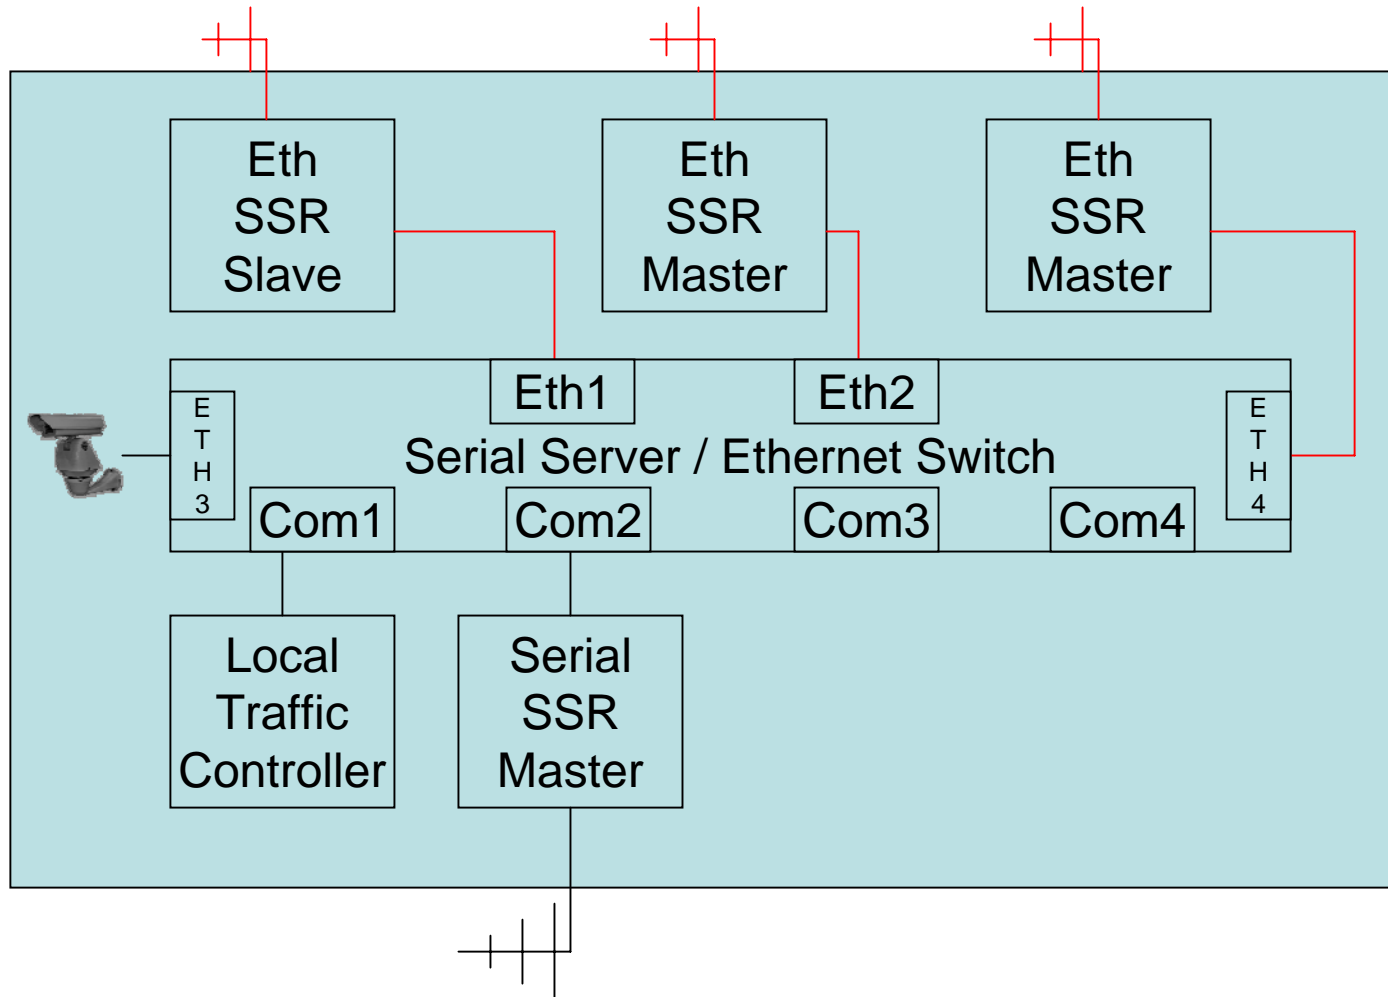 Eth
SSR
Slave
Eth
SSR
Master
Eth
SSR
Master
Eth1
Eth2
E
T
H
3
Serial Server / Ethernet Switch
E
T
H
4
Com1
Com2
Com3
Com4
Local
Traffic
Controller
Serial
SSR
Master